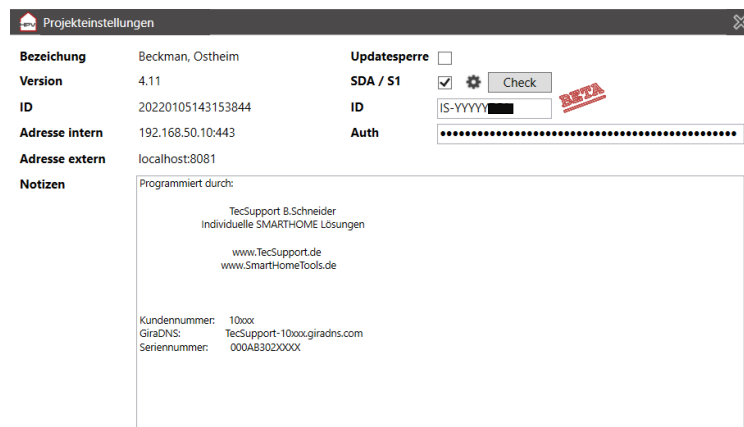 HPV Projekteinstellungen
Bezeichung Beckman, Ostheim Updatesperre
Version 4.11 SDA / S1 Check
ID 20220105143153844 ID IS-YYYYY
BETA
Adresse intern 192.168.50.10:443 Auth ●●●●●●●●●●●●●●●●●●●●●●●●●●●●●●●●●●●●●●●●●●●●●●●●
Adresse extern localhost:8081
Notizen Programmiert durch:
TecSupport B.Schneider
Individuelle SMARTHOME Lösungen
www.TecSupport.de
www.SmartHomeTools.de
Kundennummer: 10xxx
GiraDNS: TecSupport-10xxx.giradns.com
Seriennummer: 000AB302XXXX